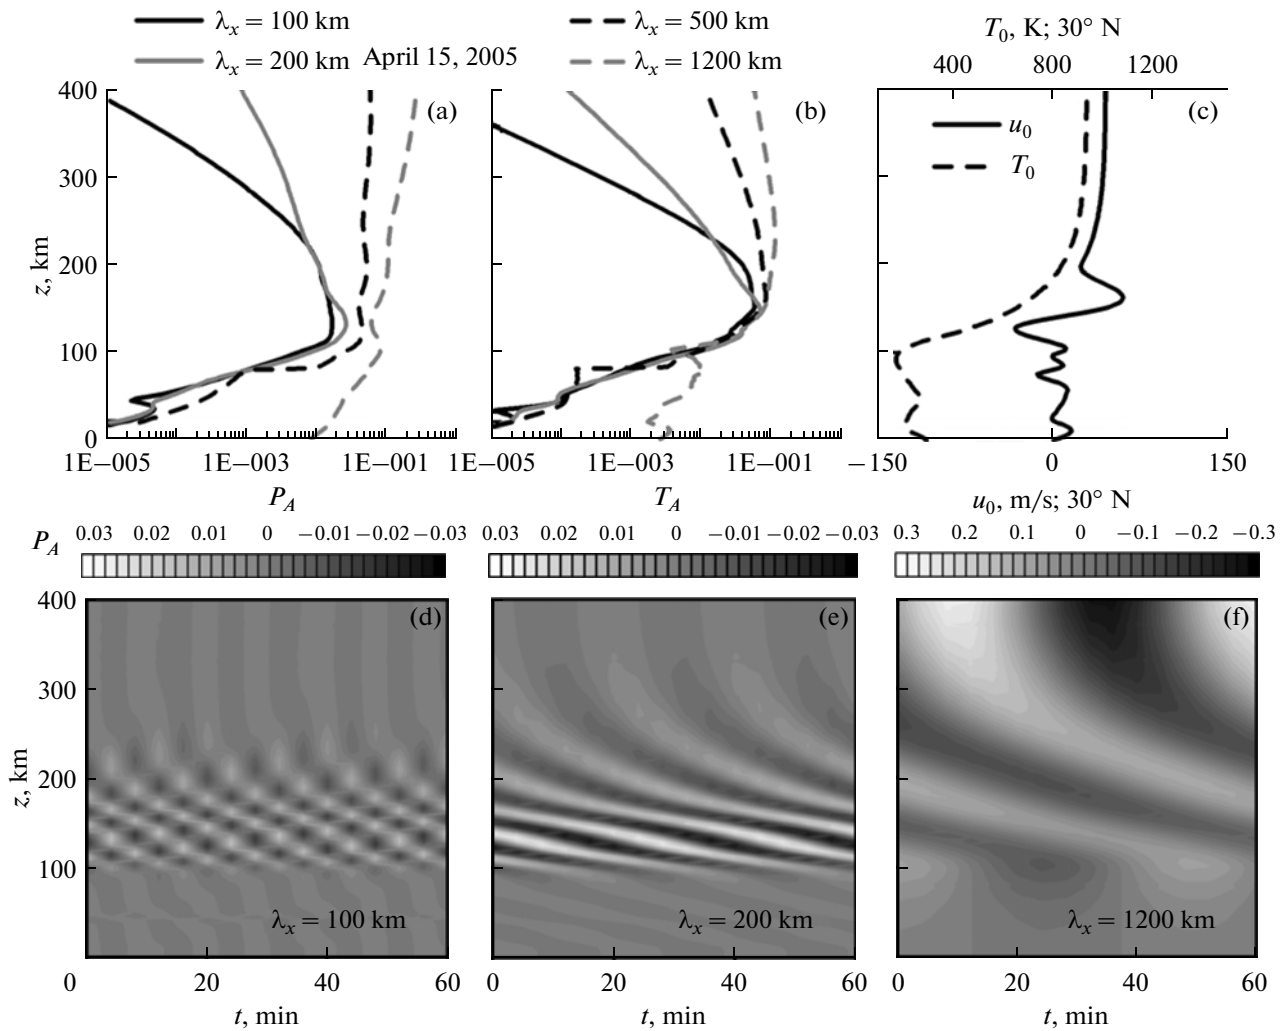 λx = 100 km
λx = 500 km
λx = 200 km
April 15, 2005
λx = 1200 km
T0, K; 30° N
400 800 1200
400
300
200
100
0
z, km
(a)
1E−005 1E−003 1E−001
PA
(b)
1E−005 1E−003 1E−001
TA
(c)
u0
T0
−150 0 150
u0, m/s; 30° N
PA
0.03 0.02 0.01 0 −0.01 −0.02 −0.03
0.03 0.02 0.01 0 −0.01 −0.02 −0.03
0.3 0.2 0.1 0 −0.1 −0.2 −0.3
400
300
200
100
z, km
(d)
λx = 100 km
0 20 40 60
t, min
(e)
λx = 200 km
0 20 40 60
t, min
(f)
λx = 1200 km
0 20 40 60
t, min